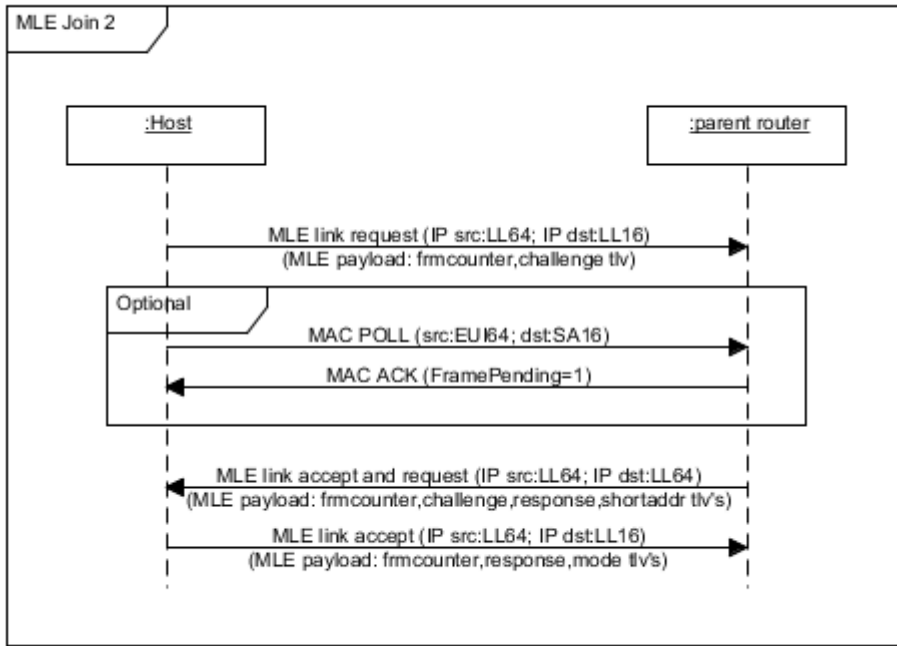 MLE Join 2
:Host
:parent router
MLE link request (IP src:LL64; IP dst:LL16)
(MLE payload: frmcounter,challenge tlv)
Optional
MAC POLL (src:EUI64; dst:SA16)
MAC ACK (FramePending=1)
MLE link accept and request (IP src:LL64; IP dst:LL64)
(MLE payload: frmcounter,challenge,response,shortaddr tlv's)
MLE link accept (IP src:LL64; IP dst:LL16)
(MLE payload: frmcounter,response,mode tlv's)